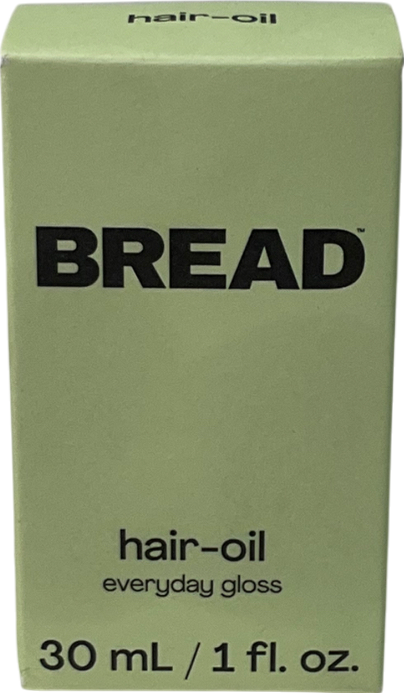 hair-oil
BREAD™
hair-oil
everyday gloss
30 mL / 1 fl. oz.